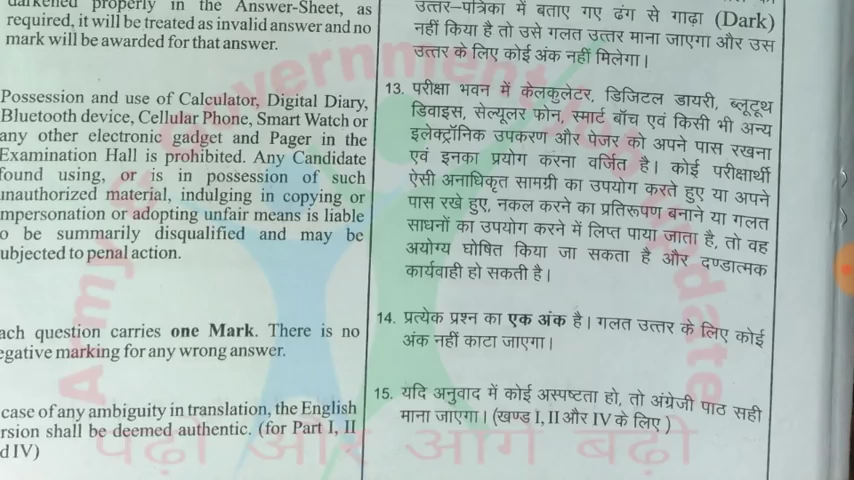 darkened properly in the Answer-Sheet, as
required, it will be treated as invalid answer and no
mark will be awarded for that answer.
Possession and use of Calculator, Digital Diary,
Bluetooth device, Cellular Phone, Smart Watch or
any other electronic gadget and Pager in the
Examination Hall is prohibited. Any Candidate
found using, or is in possession of such
unauthorized material, indulging in copying or
mpersonation or adopting unfair means is liable
o be summarily disqualified and may be
ubjected to penal action.
ach question carries one Mark. There is no
egative marking for any wrong answer.
case of any ambiguity in translation, the English
rsion shall be deemed authentic. (for Part I, II
d IV)
उत्तर–पत्रिका में बताए गए ढंग से गाढ़ा (Dark)
नहीं किया है तो उसे गलत उत्तर माना जाएगा और उस
उत्तर के लिए कोई अंक नहीं मिलेगा।
13. परीक्षा भवन में केलकुलेटर, डिजिटल डायरी, ब्लूटूथ
डिवाइस, सेल्यूलर फोन, स्मार्ट बॉच एवं किसी भी अन्य
इलेक्ट्रॉनिक उपकरण और पेजर को अपने पास रखना
एवं इनका प्रयोग करना वर्जित है। कोई परीक्षार्थी
ऐसी अनाधिकृत सामग्री का उपयोग करते हुए या अपने
पास रखे हुए, नकल करने का प्रतिरूपण बनाने या गलत
साधनों का उपयोग करने में लिप्त पाया जाता है, तो वह
अयोग्य घोषित किया जा सकता है और दण्डात्मक
कार्यवाही हो सकती है।
14. प्रत्येक प्रश्न का एक अंक है। गलत उत्तर के लिए कोई
अंक नहीं काटा जाएगा।
15. यदि अनुवाद में कोई अस्पष्टता हो, तो अंग्रेजी पाठ सही
माना जाएगा। (खण्ड I, II और IV के लिए )
Army & Government Job Update
पढ़ो और आगे बढ़ो